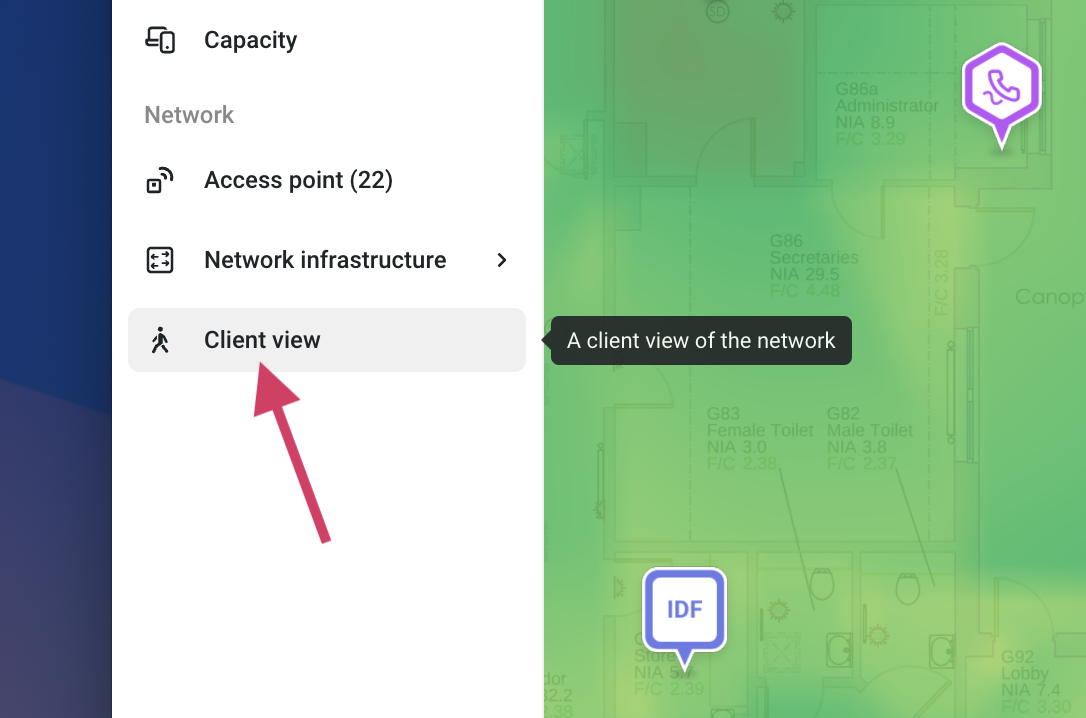 Capacity
Network
Access point (22)
Network infrastructure
Client view
A client view of the network
SD
G86a
Administrator
NIA 8.9
F/C 3.29
G86
Secretaries
NIA 29.5
F/C 4.48
F/C 3.28
Canop
G83
Female Toilet
NIA 3.0
F/C 2.38
G82
Male Toilet
NIA 3.8
F/C 2.37
IDF
Store
NIA 5.
F/C 2.39
dor
32.2
2.38
G92
Lobby
NIA 7.4
F/C 3.30